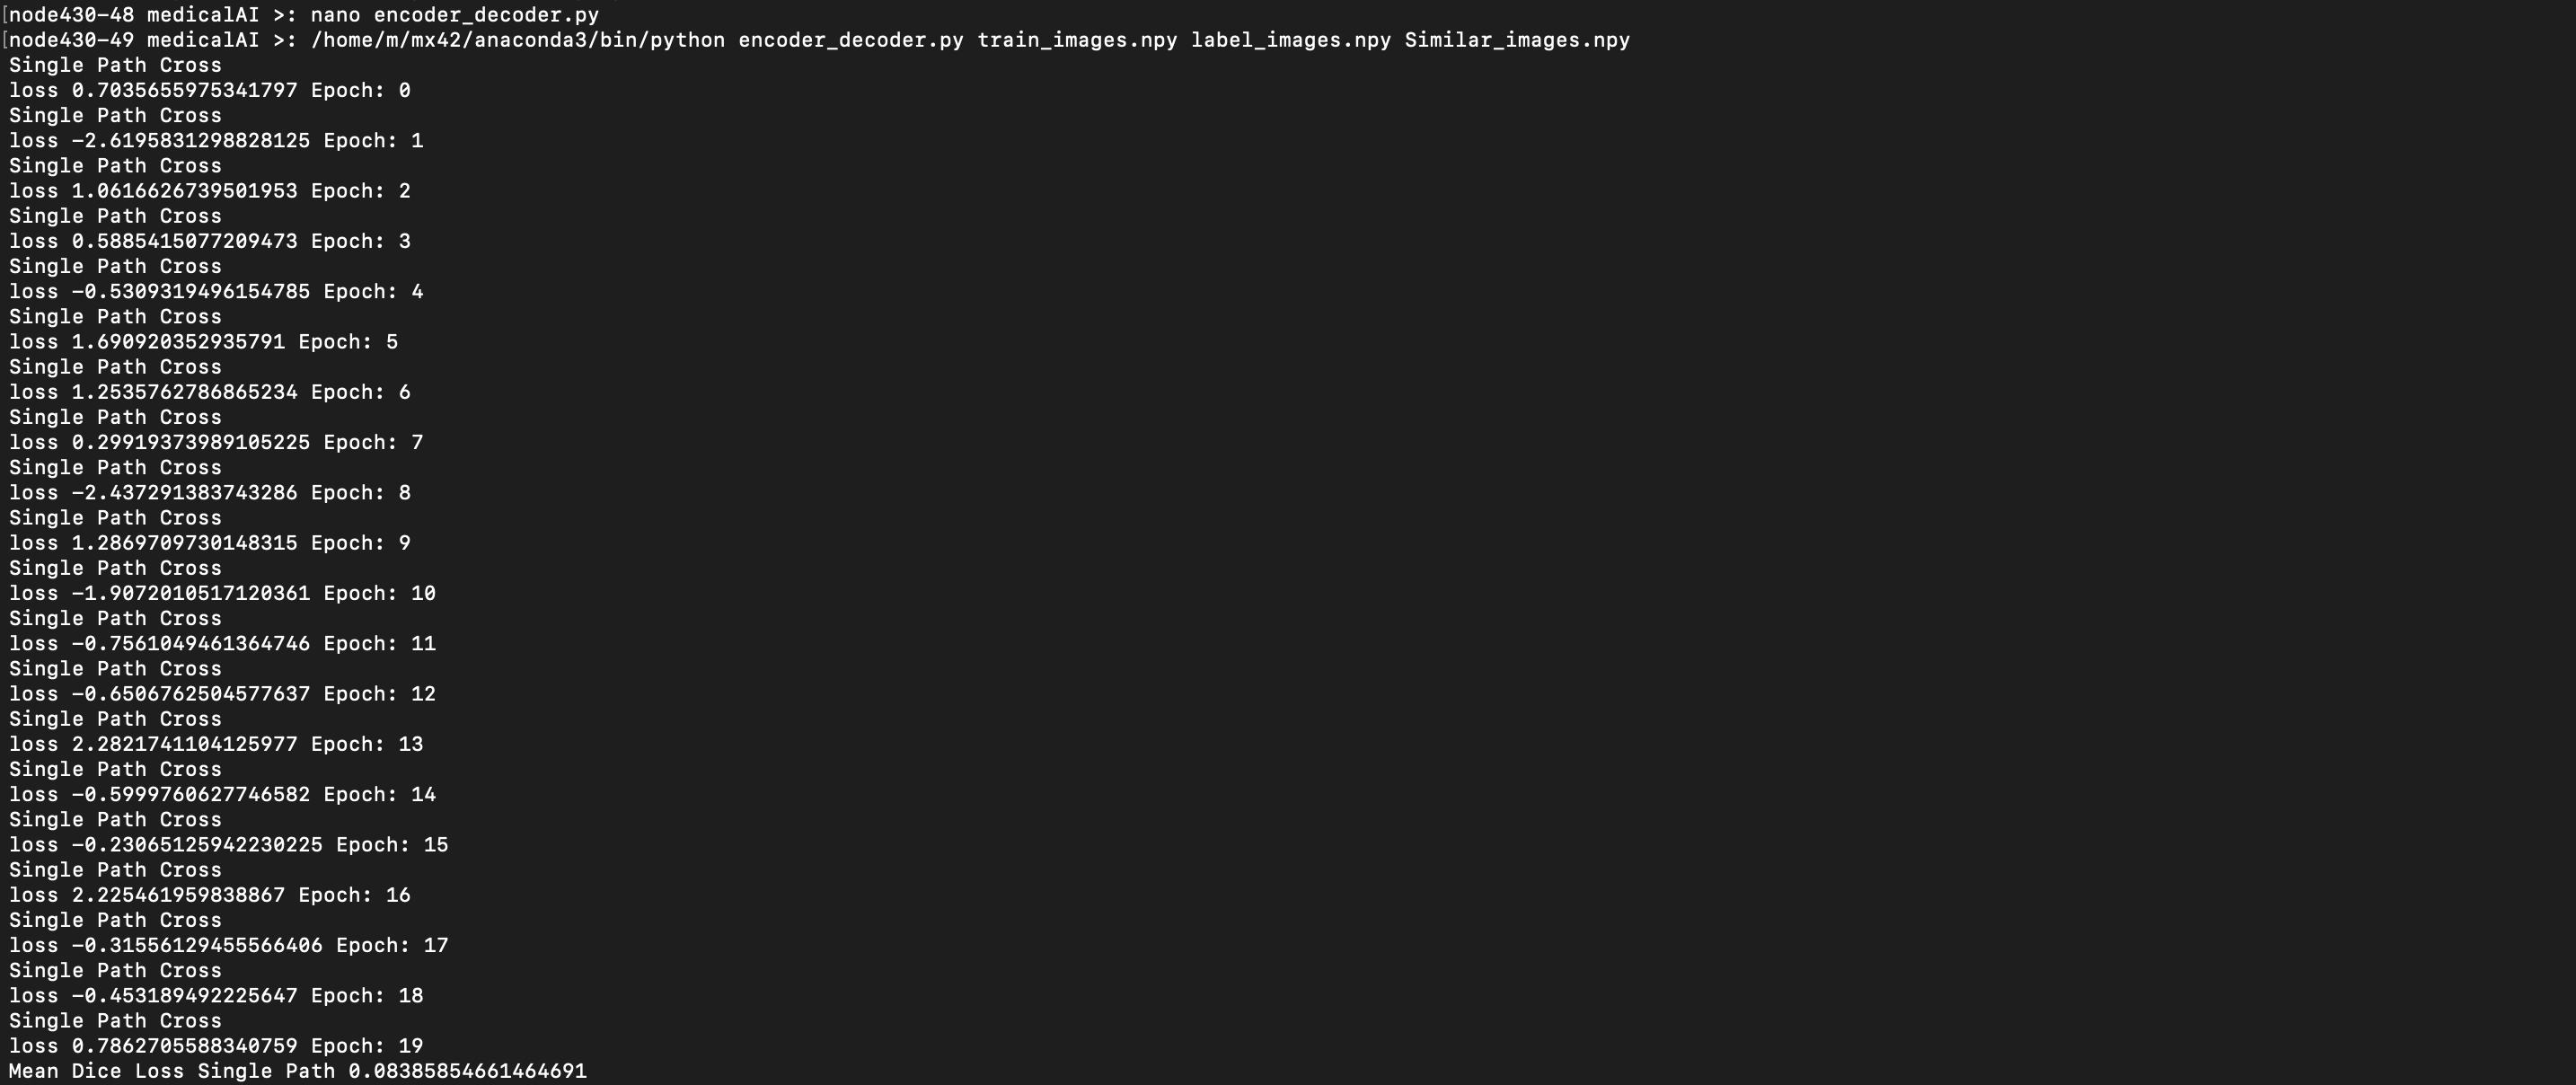 [node430-48 medicalAI >: nano encoder_decoder.py
[node430-49 medicalAI >: /home/m/mx42/anaconda3/bin/python encoder_decoder.py train_images.npy label_images.npy Similar_images.npy
Single Path Cross
loss 0.7035655975341797 Epoch: 0
Single Path Cross
loss -2.6195831298828125 Epoch: 1
Single Path Cross
loss 1.0616626739501953 Epoch: 2
Single Path Cross
loss 0.5885415077209473 Epoch: 3
Single Path Cross
loss -0.5309319496154785 Epoch: 4
Single Path Cross
loss 1.690920352935791 Epoch: 5
Single Path Cross
loss 1.2535762786865234 Epoch: 6
Single Path Cross
loss 0.29919373989105225 Epoch: 7
Single Path Cross
loss -2.437291383743286 Epoch: 8
Single Path Cross
loss 1.2869709730148315 Epoch: 9
Single Path Cross
loss -1.9072010517120361 Epoch: 10
Single Path Cross
loss -0.7561049461364746 Epoch: 11
Single Path Cross
loss -0.6506762504577637 Epoch: 12
Single Path Cross
loss 2.2821741104125977 Epoch: 13
Single Path Cross
loss -0.5999760627746582 Epoch: 14
Single Path Cross
loss -0.23065125942230225 Epoch: 15
Single Path Cross
loss 2.225461959838867 Epoch: 16
Single Path Cross
loss -0.31556129455566406 Epoch: 17
Single Path Cross
loss -0.453189492225647 Epoch: 18
Single Path Cross
loss 0.7862705588340759 Epoch: 19
Mean Dice Loss Single Path 0.08385854661464691